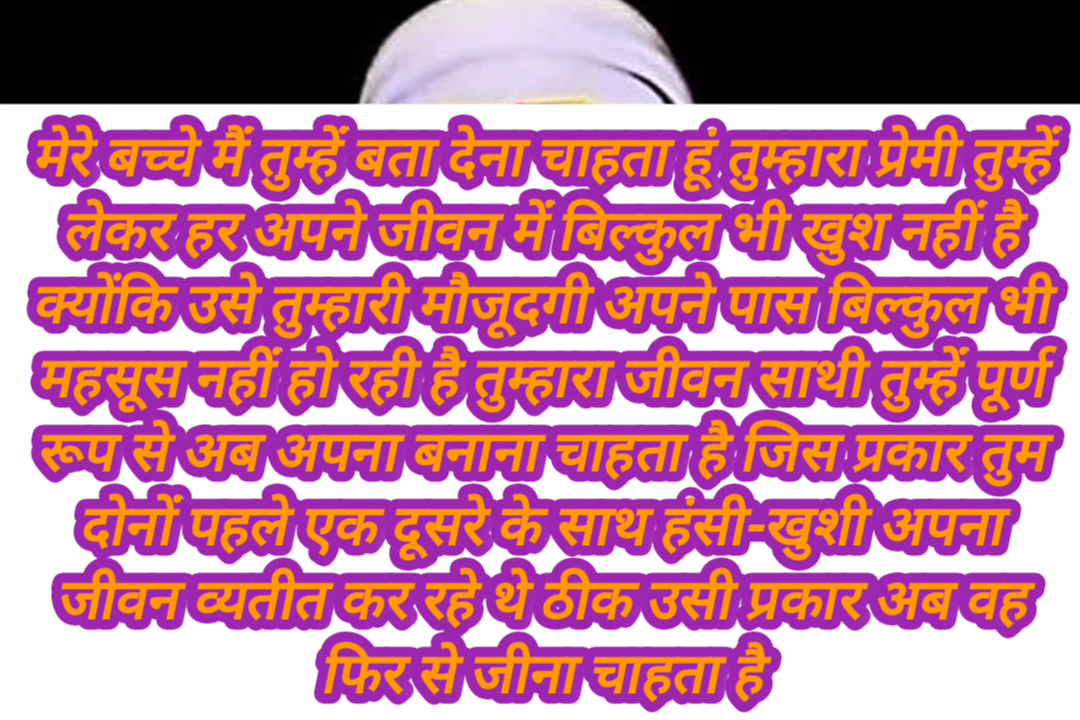 मेरे बच्चे मैं तुम्हें बता देना चाहता हूं तुम्हारा प्रेमी तुम्हें
लेकर हर अपने जीवन में बिल्कुल भी खुश नहीं है
क्योंकि उसे तुम्हारी मौजूदगी अपने पास बिल्कुल भी
महसूस नहीं हो रही है तुम्हारा जीवन साथी तुम्हें पूर्ण
रूप से अब अपना बनाना चाहता है जिस प्रकार तुम
दोनों पहले एक दूसरे के साथ हंसी-खुशी अपना
जीवन व्यतीत कर रहे थे ठीक उसी प्रकार अब वह
फिर से जीना चाहता है